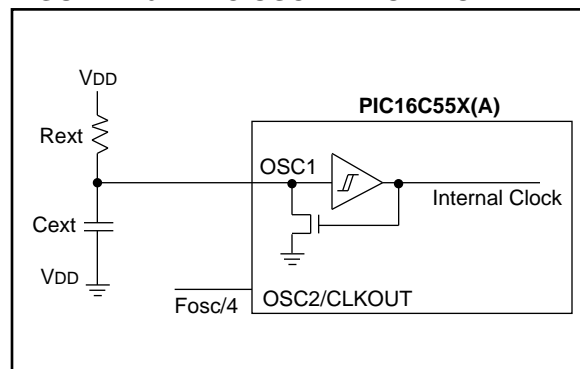 VDD
PIC16C55X(A)
Rext
OSC1
Internal Clock
Cext
VDD
Fosc/4
OSC2/CLKOUT